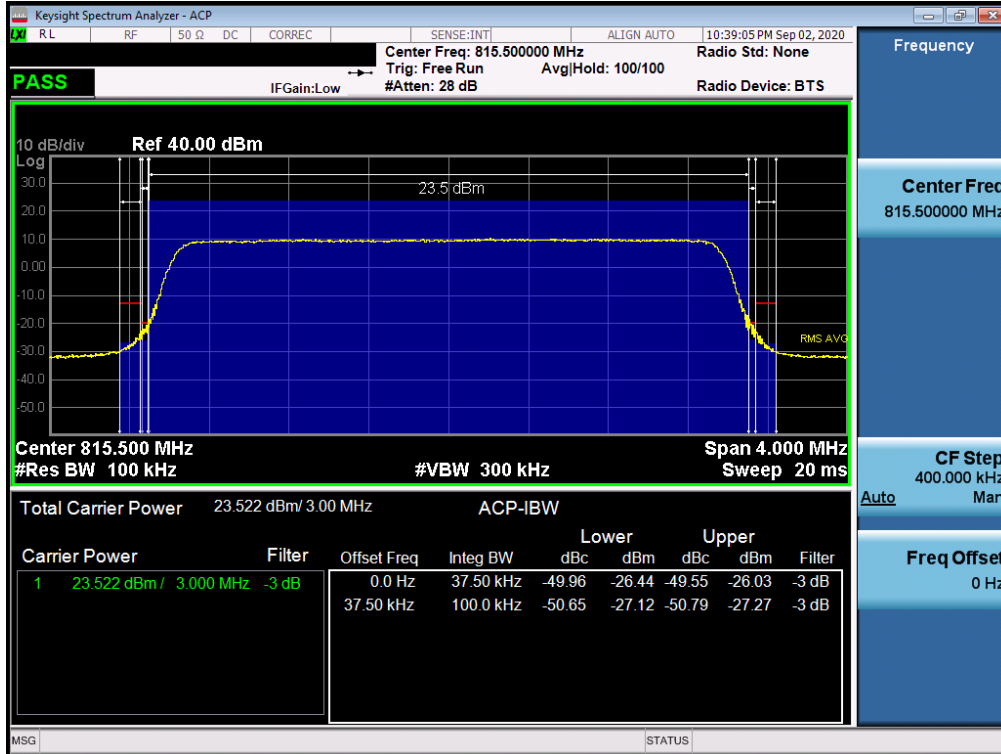 Keysight Spectrum Analyzer - ACP
LXI RL RF 50 Ω DC CORREC SENSE:INT ALIGN AUTO 10:39:05 PM Sep 02, 2020
Center Freq: 815.500000 MHz Radio Std: None
Trig: Free Run Avg|Hold: 100/100
PASS IFGain:Low #Atten: 28 dB Radio Device: BTS
10 dB/div Ref 40.00 dBm
Log
30.0 23.5 dBm
20.0
10.0
0.00
-10.0
-20.0
-30.0 RMS AVG
-40.0
-50.0
Center 815.500 MHz Span 4.000 MHz
#Res BW 100 kHz #VBW 300 kHz Sweep 20 ms
Total Carrier Power 23.522 dBm/ 3.00 MHz ACP-IBW
Lower Upper
Carrier Power Filter Offset Freq Integ BW dBc dBm dBc dBm Filter
1 23.522 dBm / 3.000 MHz -3 dB 0.0 Hz 37.50 kHz -49.96 -26.44 -49.55 -26.03 -3 dB
37.50 kHz 100.0 kHz -50.65 -27.12 -50.79 -27.27 -3 dB
MSG STATUS
Frequency
Center Freq
815.500000 MHz
CF Step
400.000 kHz
Auto Man
Freq Offset
0 Hz